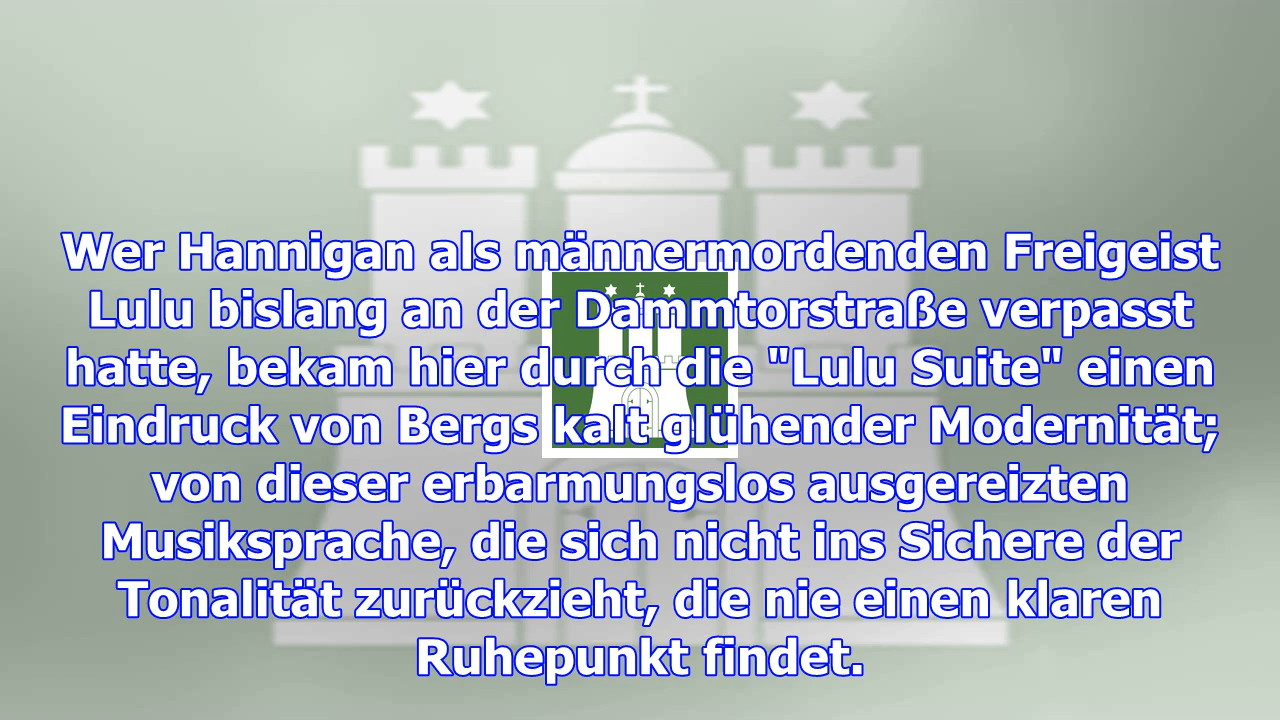 Wer Hannigan als männermordenden Freigeist
Lulu bislang an der Dammtorstraße verpasst
hatte, bekam hier durch die "Lulu Suite" einen
Eindruck von Bergs kalt glühender Modernität;
von dieser erbarmungslos ausgereizten
Musiksprache, die sich nicht ins Sichere der
Tonalität zurückzieht, die nie einen klaren
Ruhepunkt findet.